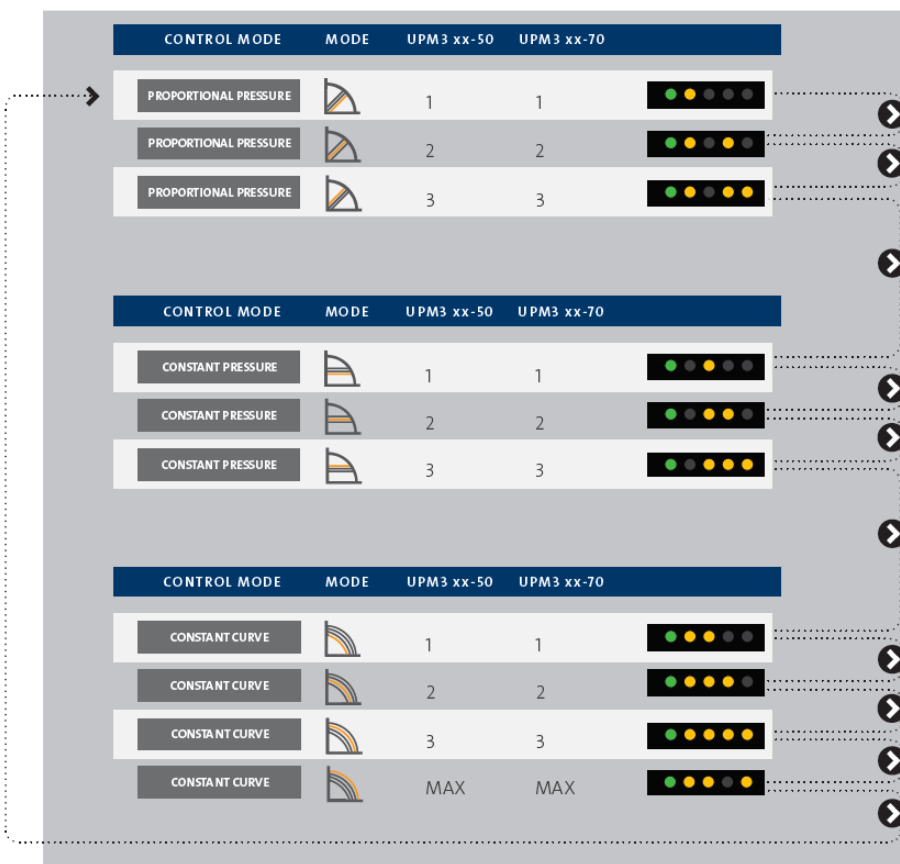 CONTROL MODE MODE UPM3 xx-50 UPM3 xx-70
PROPORTIONAL PRESSURE 1 1
PROPORTIONAL PRESSURE 2 2
PROPORTIONAL PRESSURE 3 3
CONTROL MODE MODE UPM3 xx-50 UPM3 xx-70
CONSTANT PRESSURE 1 1
CONSTANT PRESSURE 2 2
CONSTANT PRESSURE 3 3
CONTROL MODE MODE UPM3 xx-50 UPM3 xx-70
CONSTANT CURVE 1 1
CONSTANT CURVE 2 2
CONSTANT CURVE 3 3
CONSTANT CURVE MAX MAX